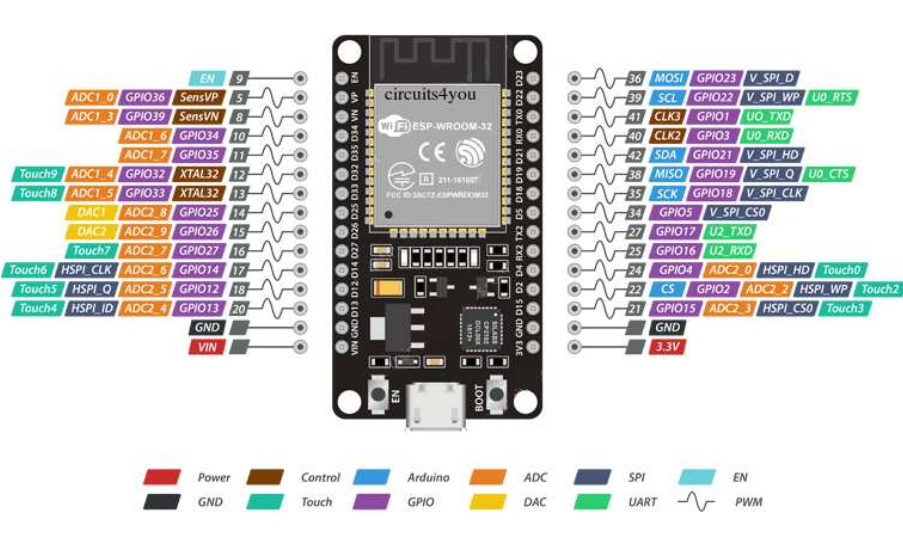 EN 9
ADC1_0 GPIO36 SensVP 5
ADC1_3 GPIO39 SensVN 8
ADC1_6 GPIO34 10
ADC1_7 GPIO35 11
Touch9 ADC1_4 GPIO32 XTAL32 12
Touch8 ADC1_5 GPIO33 XTAL32 13
DAC1 ADC2_8 GPIO25 14
DAC2 ADC2_9 GPIO26 15
Touch7 ADC2_7 GPIO27 16
Touch6 HSPI_CLK ADC2_6 GPIO14 17
Touch5 HSPI_Q ADC2_5 GPIO12 18
Touch4 HSPI_ID ADC2_4 GPIO13 20
GND
VIN
EN
VP
VN
D34
D35
D32
D33
D25
D26
D27
D14
D12
D13
GND
VIN
circuits4you
WiFi ESP-WROOM-32
CE
R 211-161007
FCC ID:2AC7Z-ESPWROOM32
SILABS
CP2102
EN
BOOT
D23
D22
TX0
RX0
D21
D19
D18
D5
TX2
RX2
D4
D2
D15
GND
3V3
36 MOSI GPIO23 V_SPI_D
39 SCL GPIO22 V_SPI_WP U0_RTS
41 CLK3 GPIO1 UO_TXD
40 CLK2 GPIO3 U0_RXD
42 SDA GPIO21 V_SPI_HD
38 MISO GPIO19 V_SPI_Q U0_CTS
35 SCK GPIO18 V_SPI_CLK
34 GPIO5 V_SPI_CS0
27 GPIO17 U2_TXD
25 GPIO16 U2_RXD
24 GPIO4 ADC2_0 HSPI_HD Touch0
22 CS GPIO2 ADC2_2 HSPI_WP Touch2
21 GPIO15 ADC2_3 HSPI_CS0 Touch3
GND
3.3V
Power Control Arduino ADC SPI EN
GND Touch GPIO DAC UART PWM